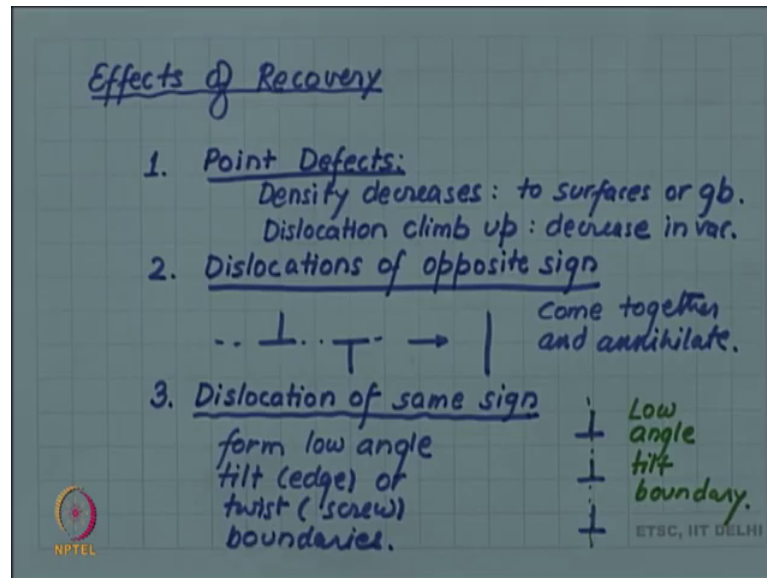 Effects of Recovery
1. Point Defects:
Density decreases : to surfaces or gb.
Dislocation climb up : decrease in vac.
2. Dislocations of opposite sign
come together
and annihilate.
3. Dislocation of same sign
form low angle
tilt (edge) or
twist (screw)
boundaries.
Low
angle
tilt
boundary.
NPTEL
ETSC, IIT DELHI